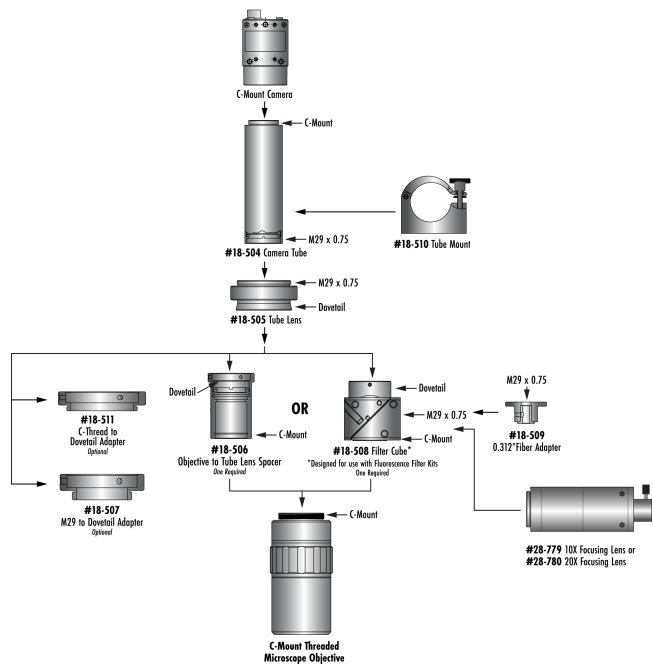 C-Mount Camera
C-Mount
M29 x 0.75
#18-504 Camera Tube
#18-510 Tube Mount
M29 x 0.75
Dovetail
#18-505 Tube Lens
#18-511
C-Thread to
Dovetail Adapter
Optional
Dovetail
C-Mount
#18-506
Objective to Tube Lens Spacer
One Required
OR
Dovetail
M29 x 0.75
C-Mount
#18-508 Filter Cube*
*Designed for use with Fluorescence Filter Kits
One Required
M29 x 0.75
#18-509
0.312"Fiber Adapter
#18-507
M29 to Dovetail Adapter
Optional
#28-779 10X Focusing Lens or
#28-780 20X Focusing Lens
C-Mount
C-Mount Threaded
Microscope Objective